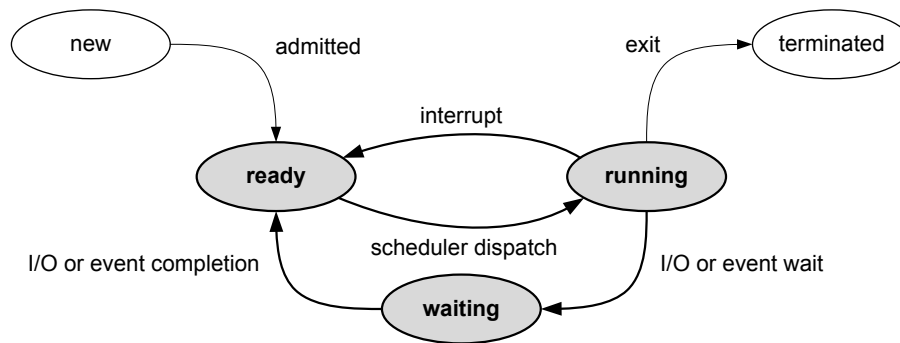 new
admitted
exit
terminated
interrupt
ready
running
scheduler dispatch
I/O or event completion
I/O or event wait
waiting